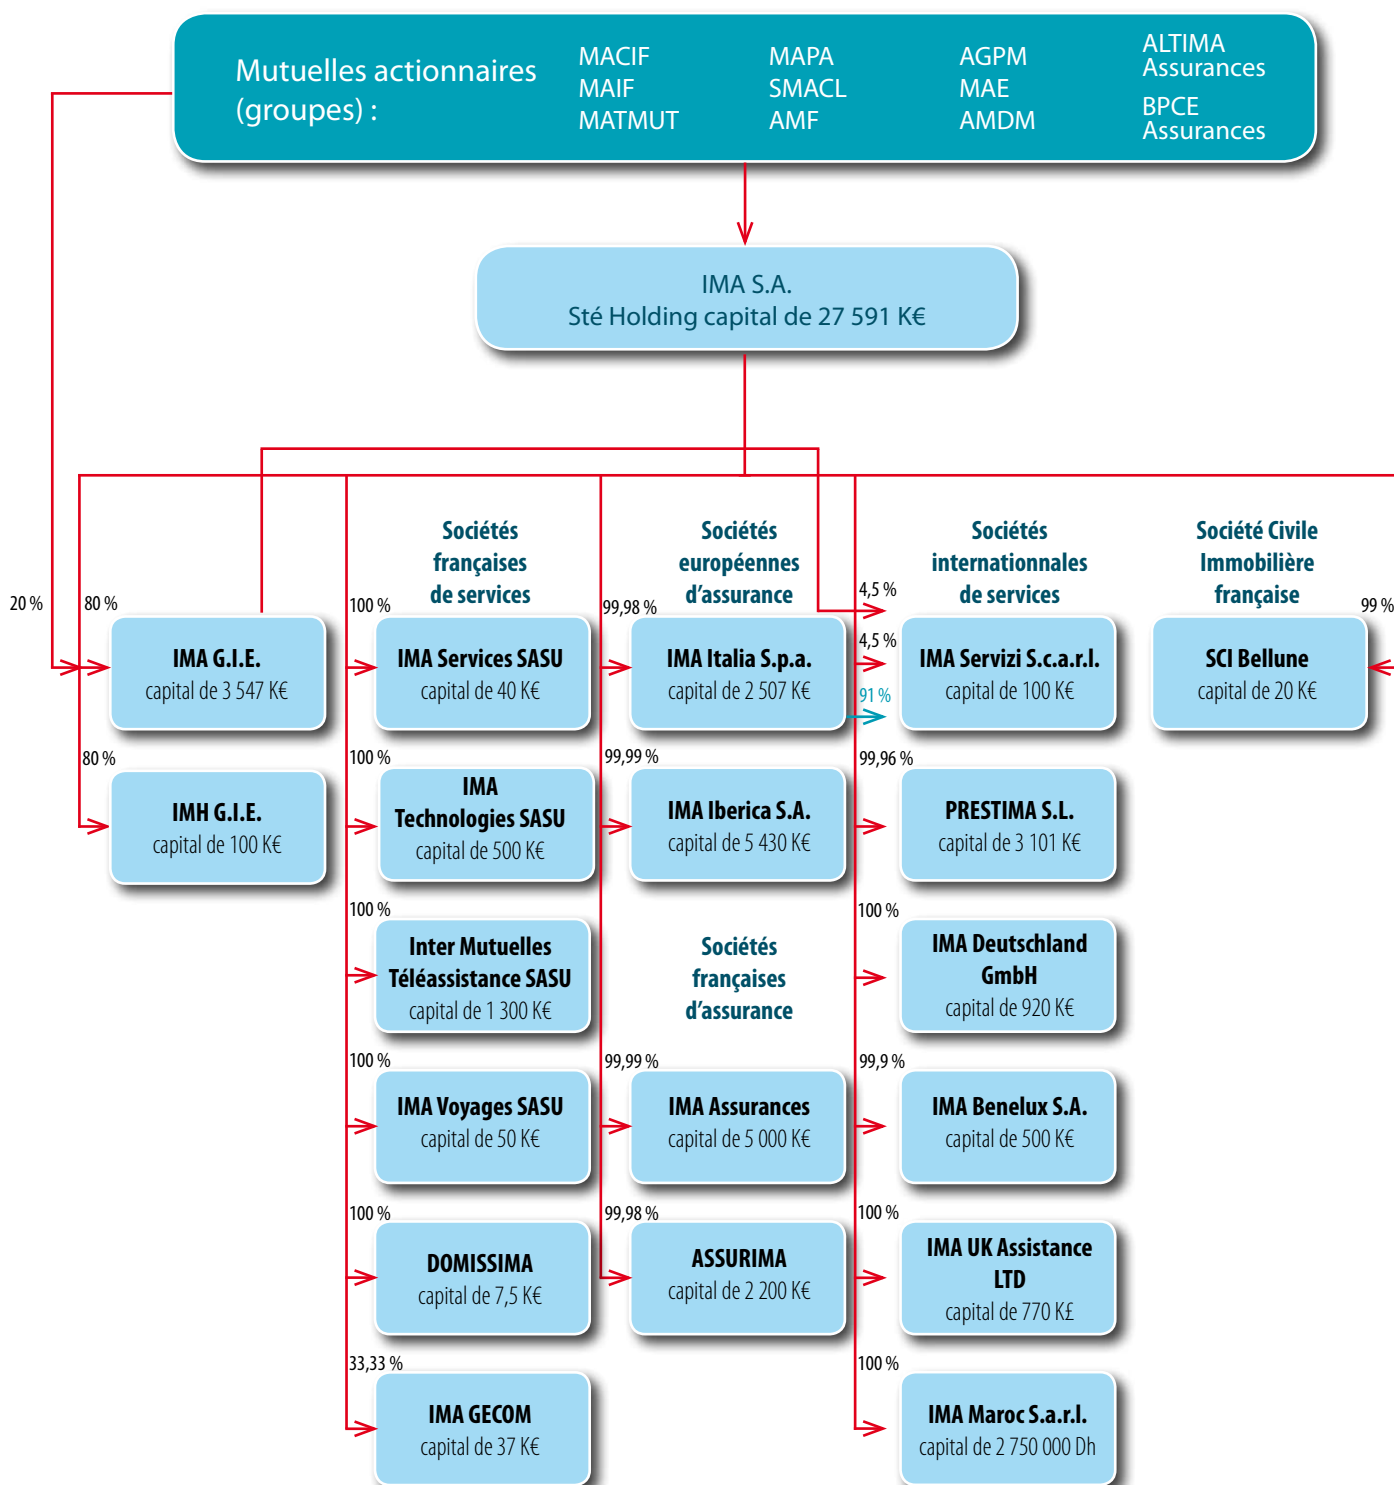 Mutuelles actionnaires
(groupes) :
MACIF
MAIF
MATMUT
MAPA
SMACL
AMF
AGPM
MAE
AMDM
ALTIMA
Assurances
BPCE
Assurances
IMA S.A.
Sté Holding capital de 27 591 K€
20 %
80 %
IMA G.I.E.
capital de 3 547 K€
80 %
IMH G.I.E.
capital de 100 K€
Sociétés
françaises
de services
100 %
IMA Services SASU
capital de 40 K€
100 %
IMA
Technologies SASU
capital de 500 K€
100 %
Inter Mutuelles
Téléassistance SASU
capital de 1 300 K€
100 %
IMA Voyages SASU
capital de 50 K€
100 %
DOMISSIMA
capital de 7,5 K€
33,33 %
IMA GECOM
capital de 37 K€
Sociétés
européennes
d’assurance
99,98 %
IMA Italia S.p.a.
capital de 2 507 K€
99,99 %
IMA Iberica S.A.
capital de 5 430 K€
Sociétés
françaises
d’assurance
99,99 %
IMA Assurances
capital de 5 000 K€
99,98 %
ASSURIMA
capital de 2 200 K€
Sociétés
internationnales
de services
4,5 %
4,5 %
91 %
IMA Servizi S.c.a.r.l.
capital de 100 K€
99,96 %
PRESTIMA S.L.
capital de 3 101 K€
100 %
IMA Deutschland
GmbH
capital de 920 K€
99,9 %
IMA Benelux S.A.
capital de 500 K€
100 %
IMA UK Assistance
LTD
capital de 770 K£
100 %
IMA Maroc S.a.r.l.
capital de 2 750 000 Dh
Société Civile
Immobilière
française
99 %
SCI Bellune
capital de 20 K€